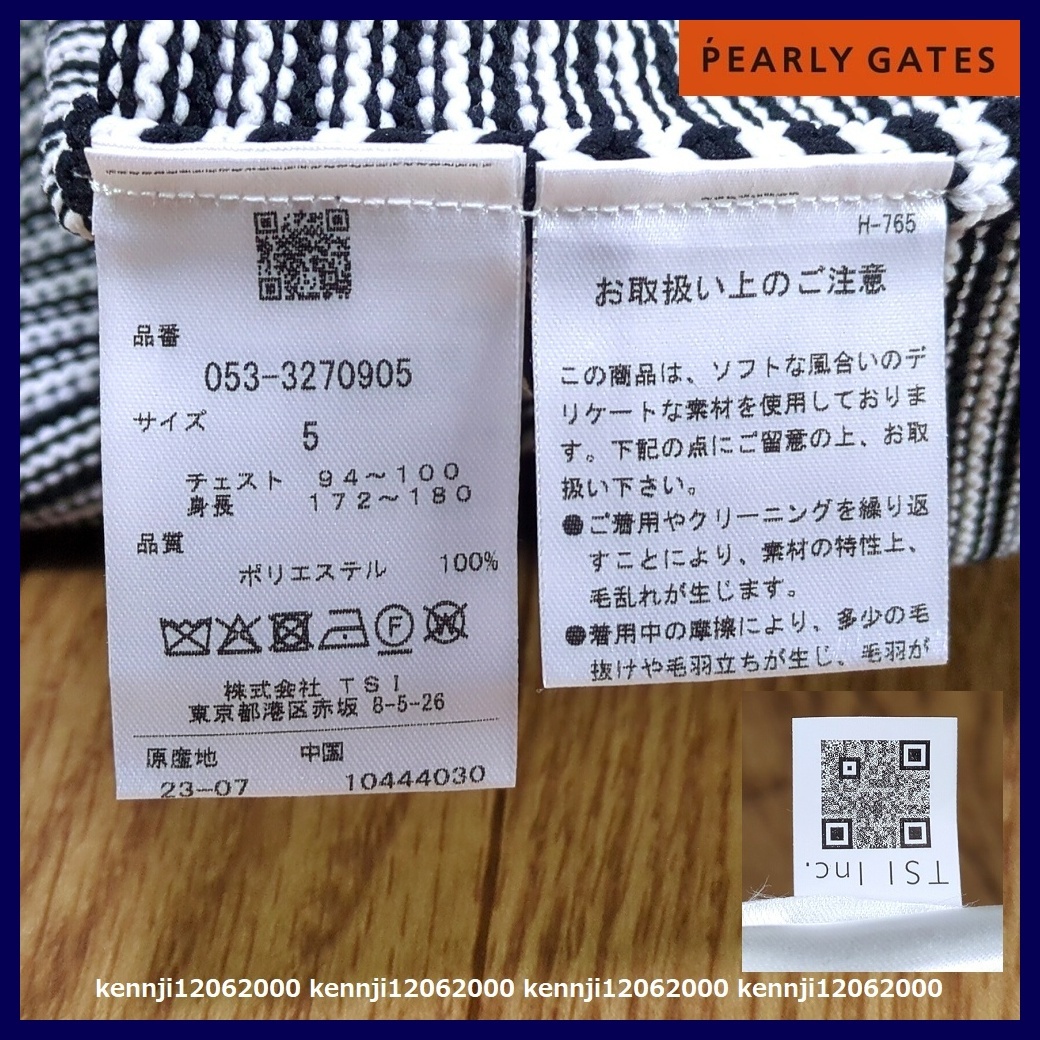 PEARLY GATES
品番
053-3270905
サイズ
5
チェスト 94~100
身長 172~180
品質
ポリエステル 100%
F
株式会社 TSI
東京都港区赤坂 8-5-26
原産地 中国
23-07 10444030
H-765
お取扱い上のご注意
この商品は、ソフトな風合いのデ
リケートな素材を使用しておりま
す。下記の点にご留意の上、お取
扱い下さい。
●ご着用やクリーニングを繰り返
すことにより、素材の特性上、
毛乱れが生じます。
●着用中の摩擦により、多少の毛
抜けや毛羽立ちが生じ、毛羽が
TSI Inc.
kennji12062000 kennji12062000 kennji12062000 kennji12062000